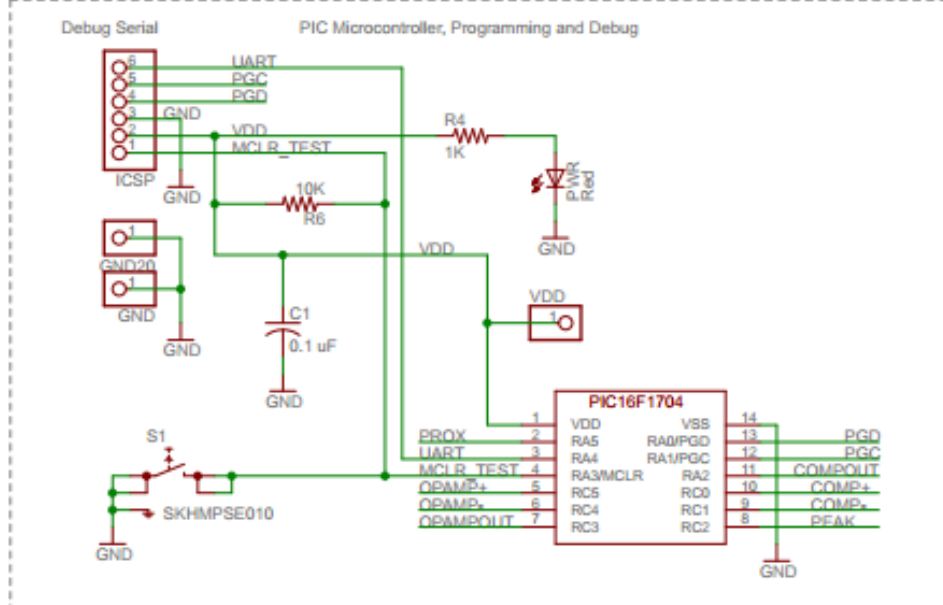 Debug Serial
PIC Microcontroller, Programming and Debug
6 UART
5 PGC
4 PGD
3 GND
2 VDD
1 MCLR_TEST
ICSP
GND
R4
1K
PWR
Red
GND
10K
R6
1
GND20
1
GND
GND
VDD
C1
0.1 uF
GND
VDD
1
PIC16F1704
1 VDD VSS 14
PROX 2 RA5 RA0/PGD 13 PGD
UART 3 RA4 RA1/PGC 12 PGC
MCLR_TEST 4 RA3/MCLR RA2 11 COMPOUT
OPAMP+ 5 RC5 RC0 10 COMP+
OPAMP- 6 RC4 RC1 9 COMP-
OPAMPOUT 7 RC3 RC2 8 PEAK
S1
SKHMPSE010
GND
GND